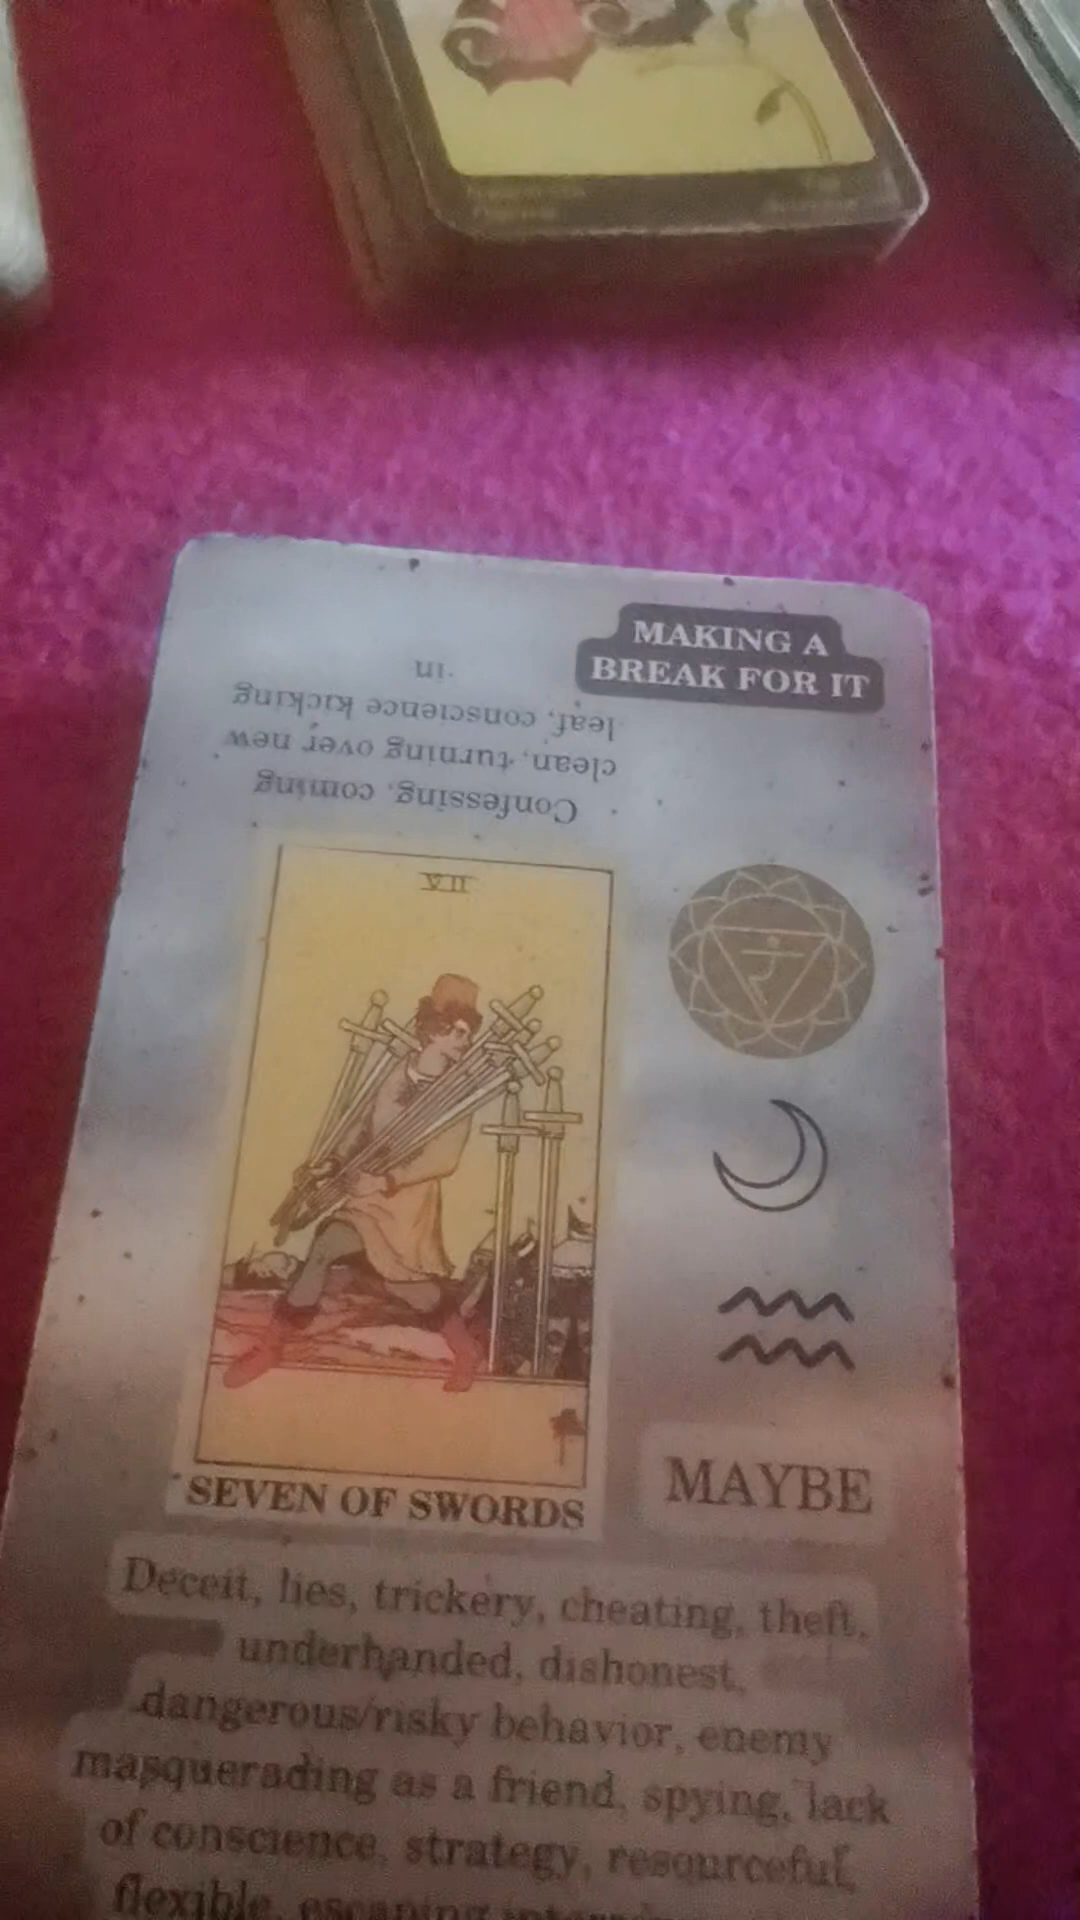 MAKING A
BREAK FOR IT
Confessing, coming
clean, turning over new
leaf, conscience kicking
in
VII
SEVEN OF SWORDS
MAYBE
Deceit, lies, trickery, cheating, theft,
underhanded, dishonest,
dangerous/risky behavior, enemy
masquerading as a friend, spying, lack
of conscience, strategy, resourceful,
flexible, escaping